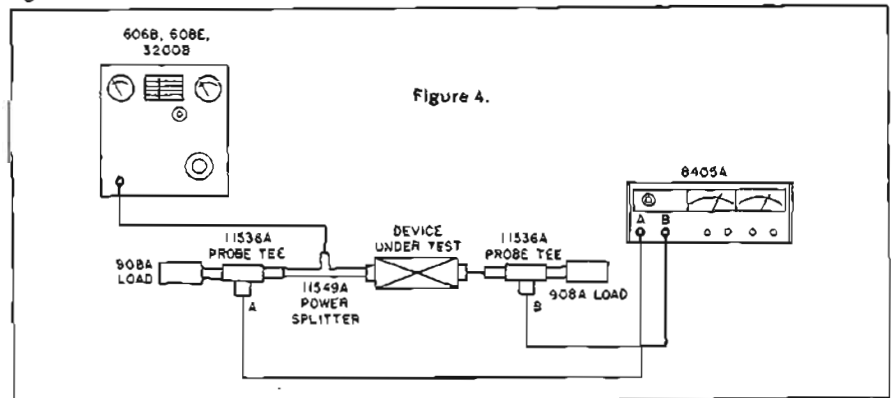 606B, 608E,
3200B
Figure 4.
8405A
A B
11536A
PROBE TEE
DEVICE
UNDER TEST
11536A
PROBE TEE
908A
LOAD
A
11549A
POWER
SPLITTER
B
908A LOAD